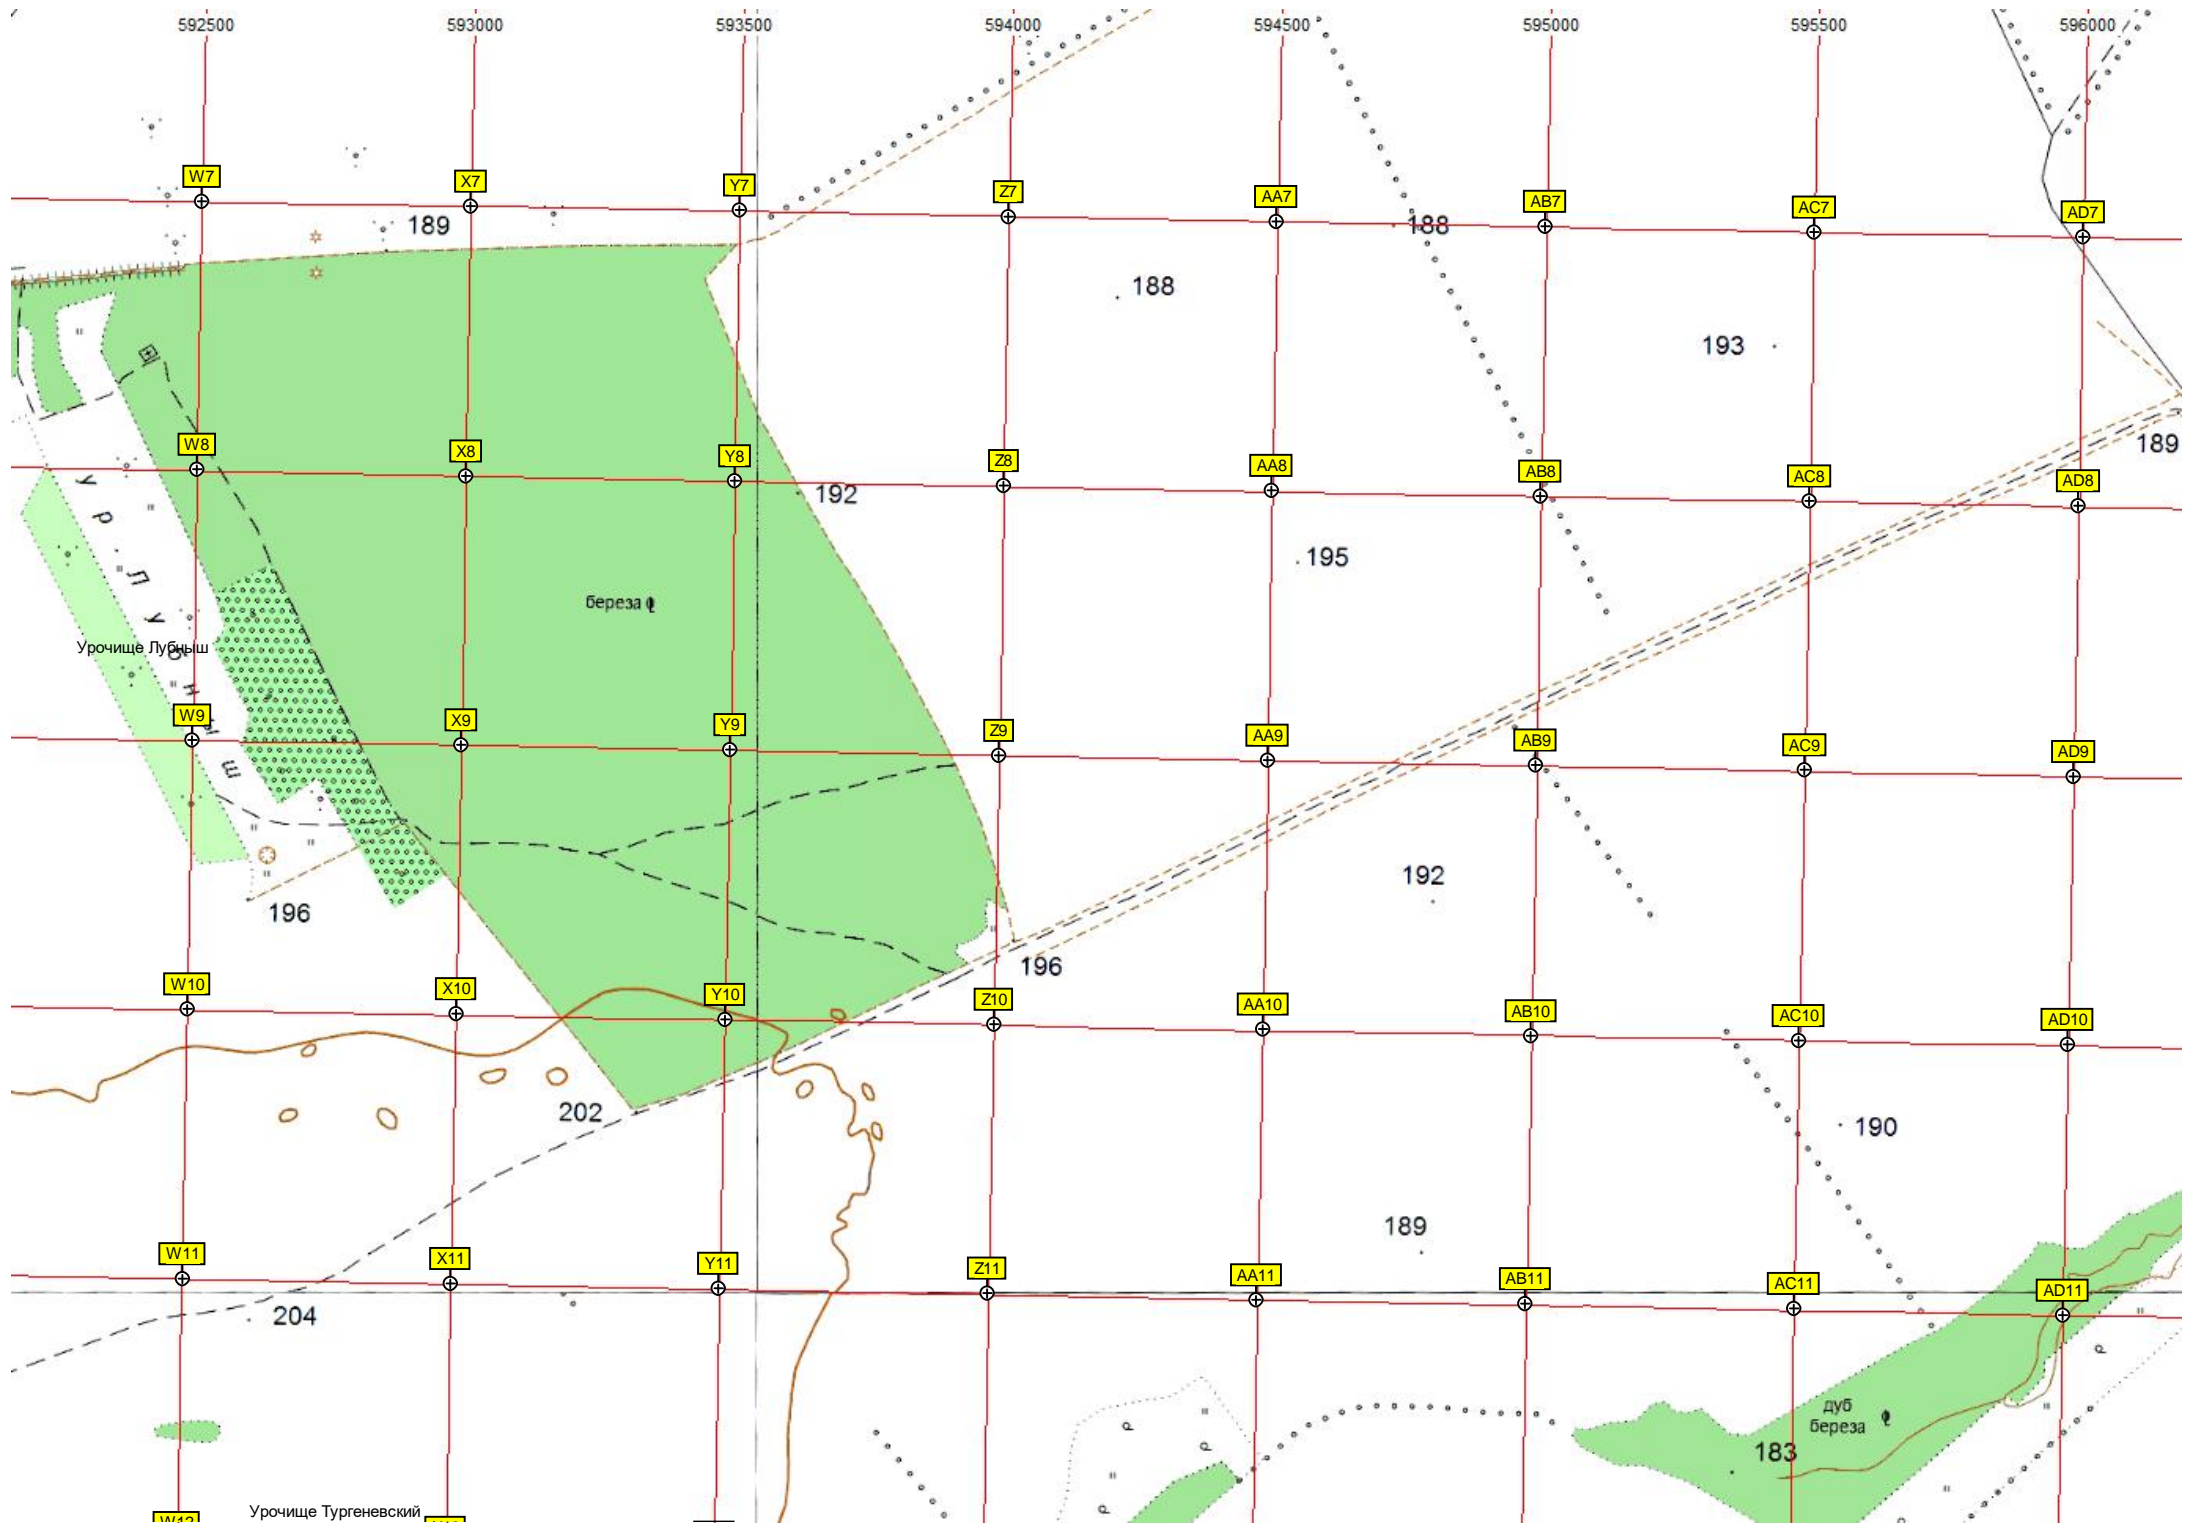 592500 593000 593500 594000 594500 595000 595500 596000
W7 X7 Y7 Z7 AA7 AB7 AC7 AD7
189 188
188
193
189
W8 X8 Y8 Z8 AA8 AB8 AC8 AD8
192
195
береза
ур. Лубныш
Урочище Лубныш
W9 X9 Y9 Z9 AA9 AB9 AC9 AD9
192
196
196
W10 X10 Y10 Z10 AA10 AB10 AC10 AD10
202
190
189
W11 X11 Y11 Z11 AA11 AB11 AC11 AD11
204
дуб
береза
183
Урочище Тургеневский